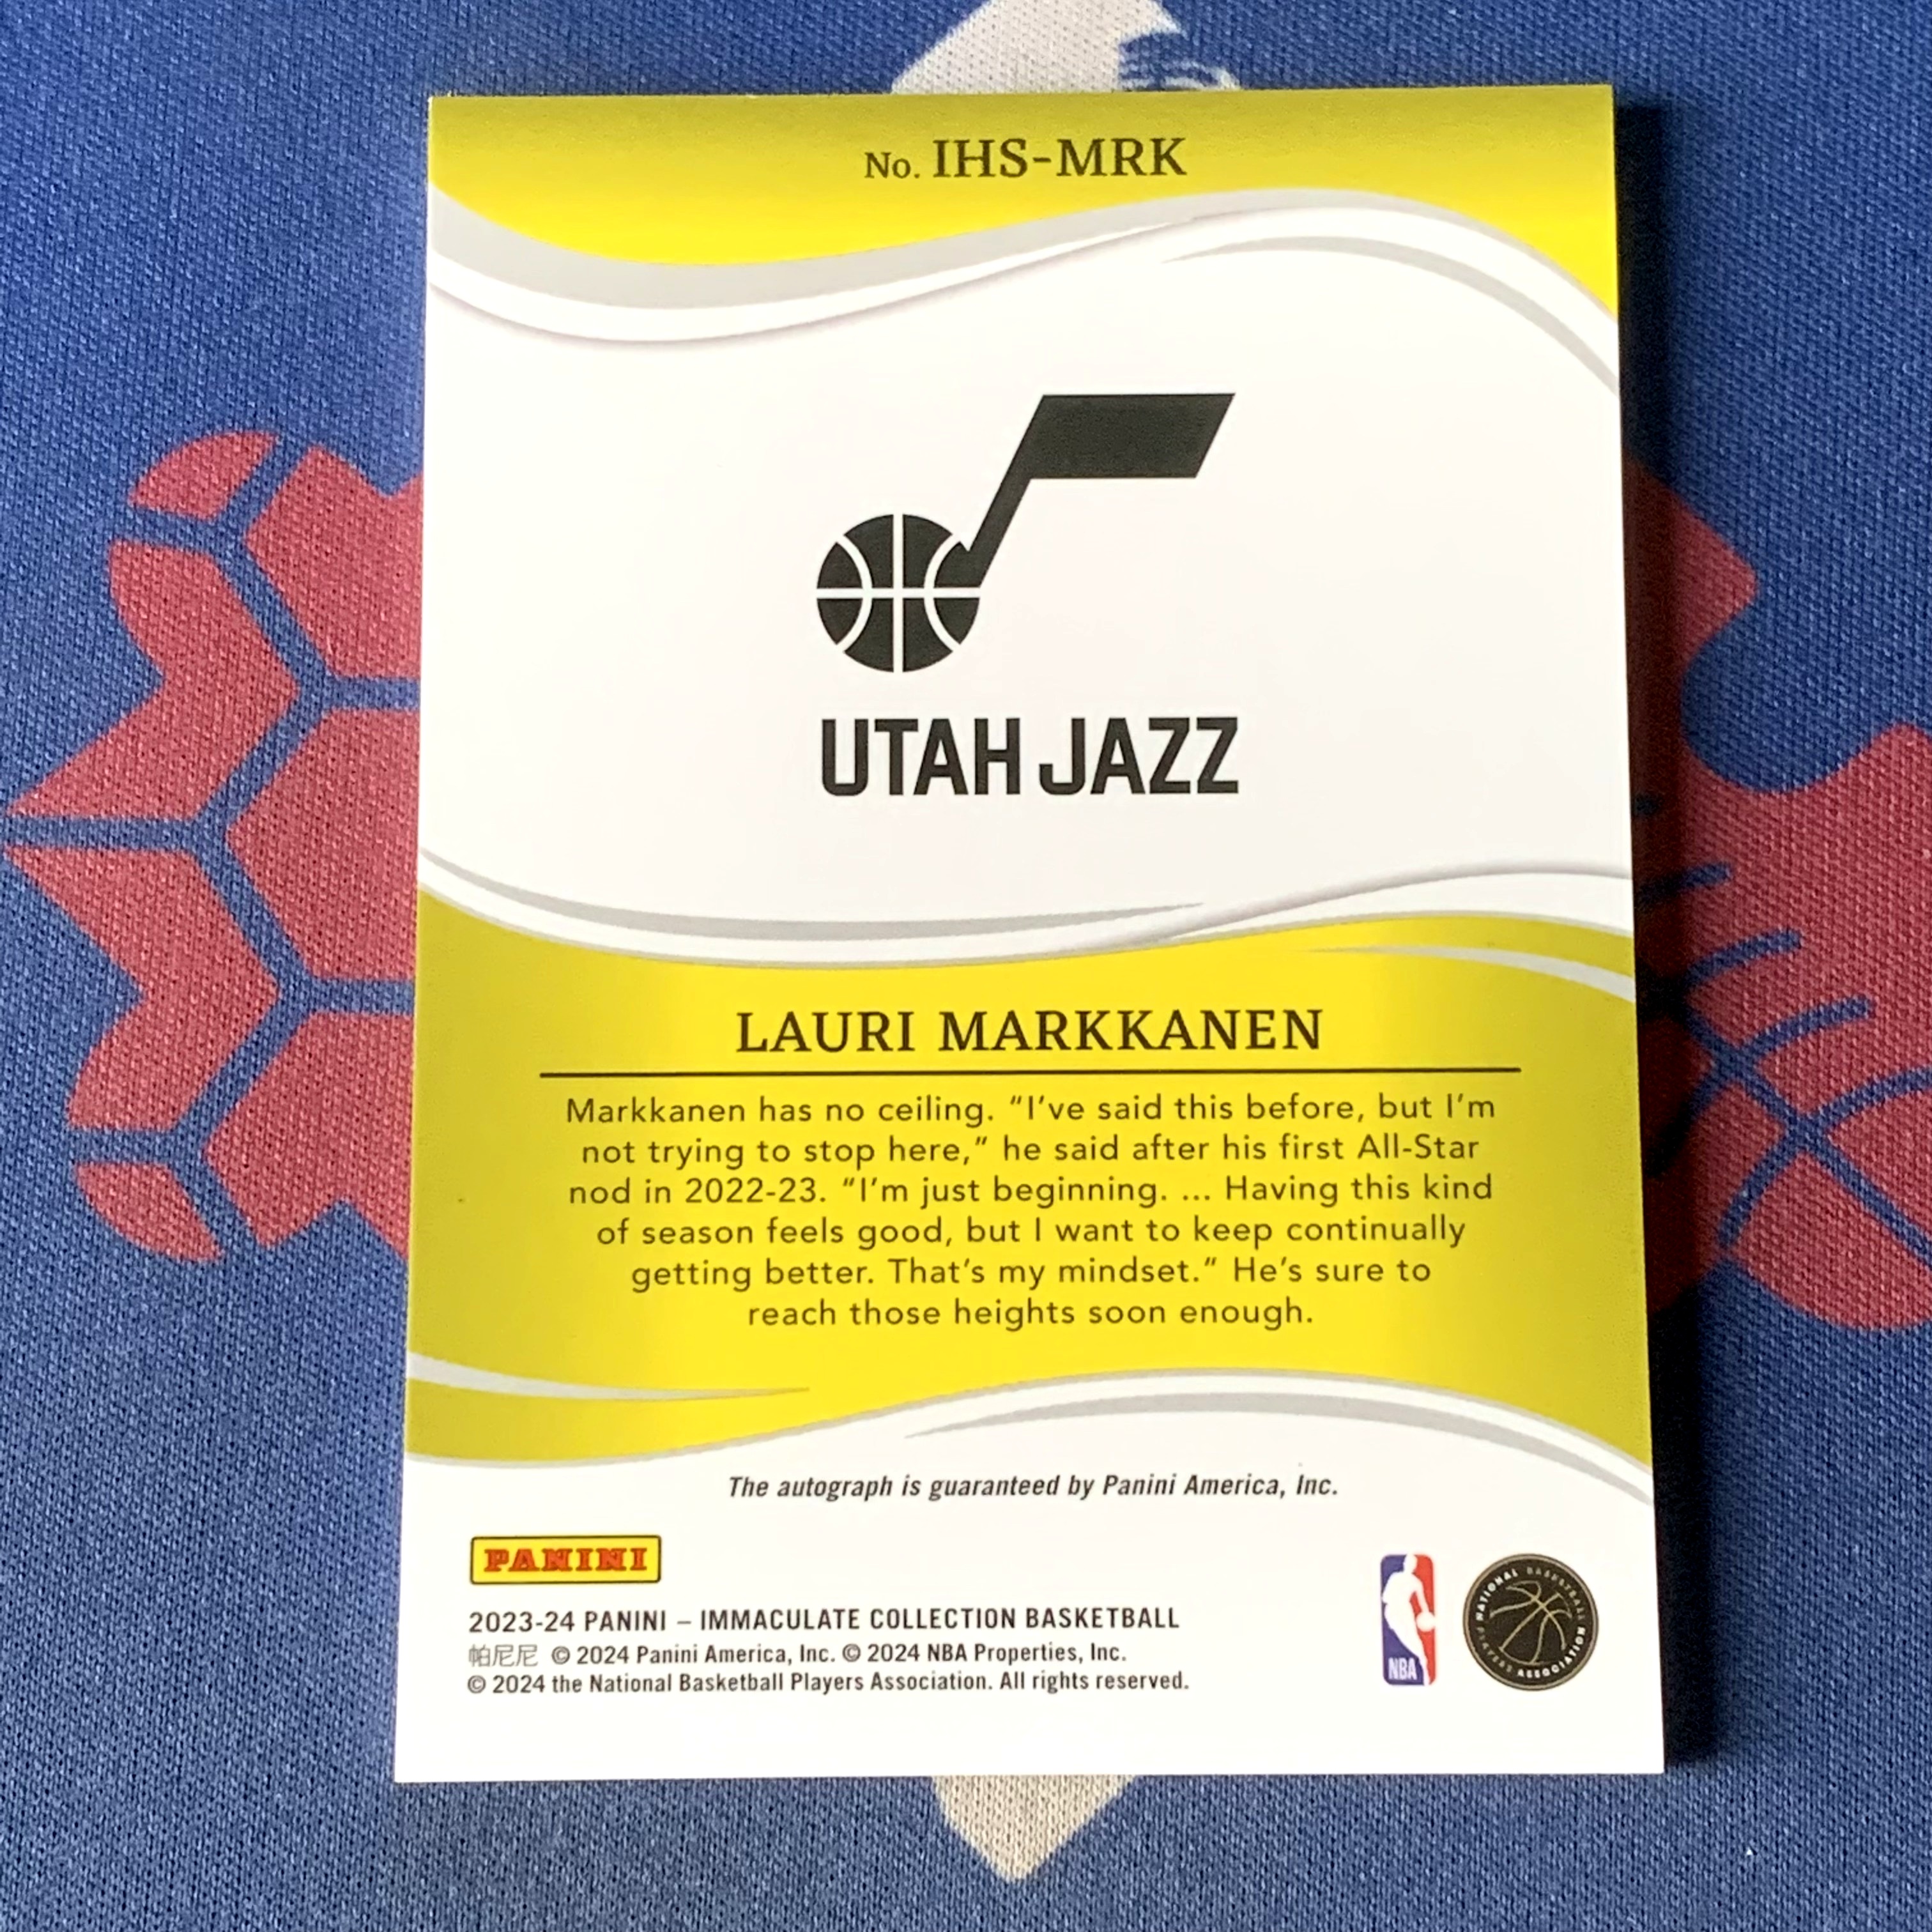 No. IHS-MRK
UTAH JAZZ
LAURI MARKKANEN
Markkanen has no ceiling. “I’ve said this before, but I’m
not trying to stop here,” he said after his first All-Star
nod in 2022-23. “I’m just beginning. ... Having this kind
of season feels good, but I want to keep continually
getting better. That’s my mindset.” He’s sure to
reach those heights soon enough.
The autograph is guaranteed by Panini America, Inc.
PANINI
2023-24 PANINI – IMMACULATE COLLECTION BASKETBALL
帕尼尼 © 2024 Panini America, Inc. © 2024 NBA Properties, Inc.
© 2024 the National Basketball Players Association. All rights reserved.
NBA
NATIONAL BASKETBALL
PLAYERS ASSOCIATION